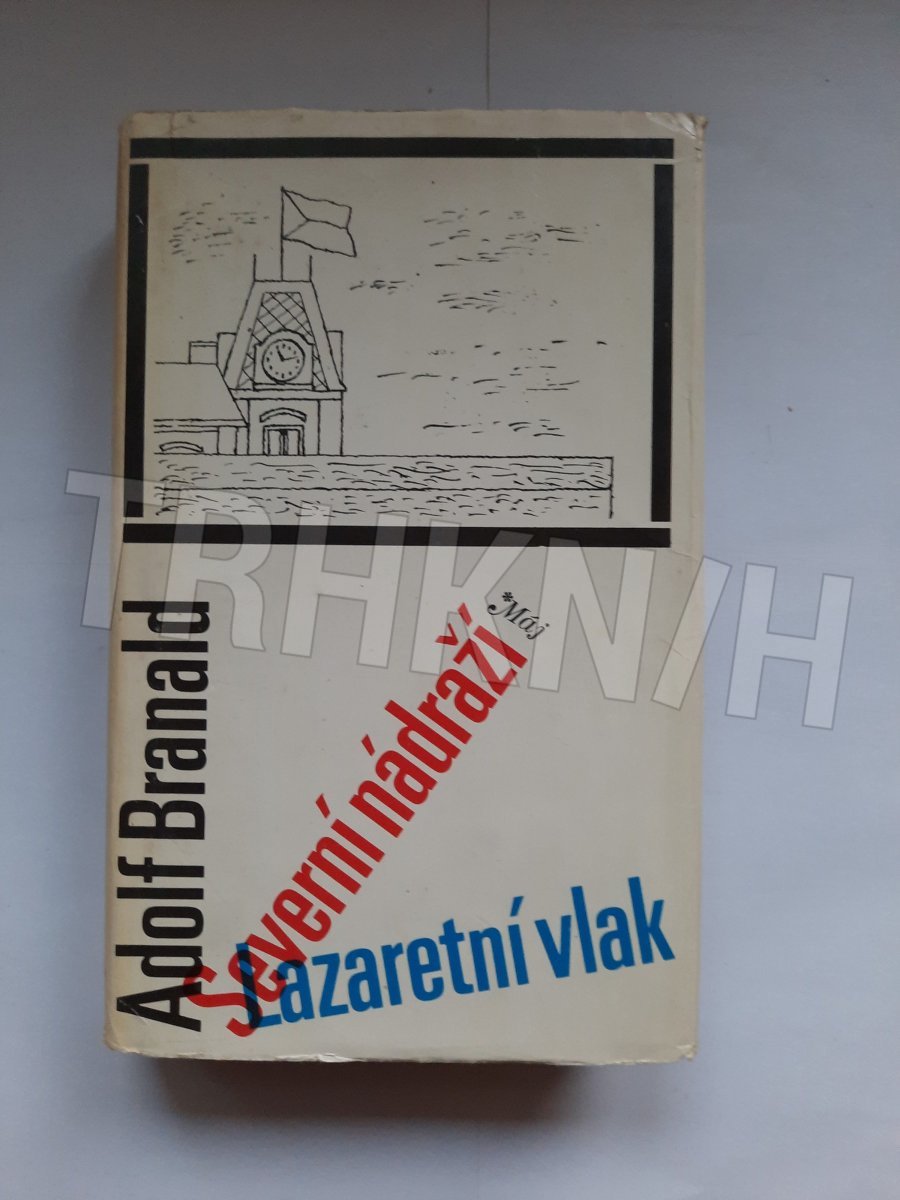 TRHKNIH
*Máj
Adolf Branald
Severní nádraží
Lazaretní vlak